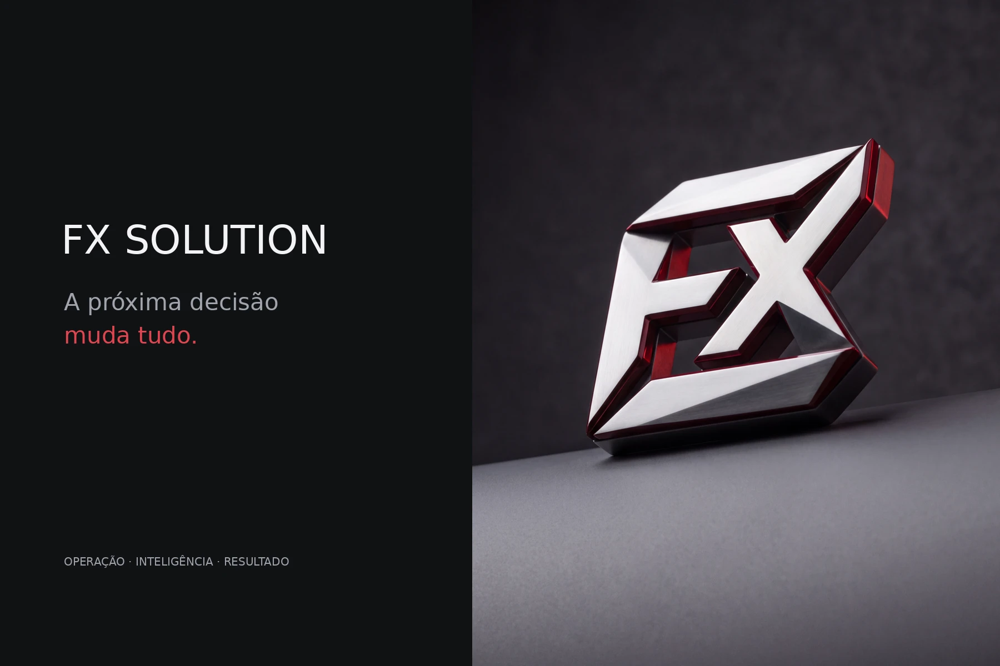 FX SOLUTION
A próxima decisão
muda tudo.
OPERAÇÃO · INTELIGÊNCIA · RESULTADO
FX